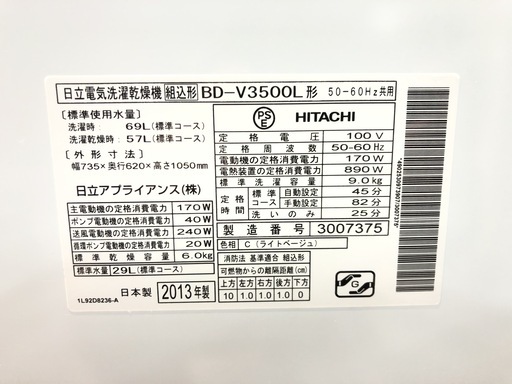 日立電気洗濯乾燥機 組込形 BD-V3500L形 50-60Hz共用
[標準使用水量]
洗濯時: 69L(標準コース)
洗濯乾燥時: 57L(標準コース)
[外形寸法]
幅735×奥行620×高さ1050mm
日立アプライアンス(株)
主電動機の定格消費電力 170W
ポンプ電動機の定格消費電力 40W
送風電動機の定格消費電力 240W
循環ポンプ電動機の定格消費電力 20W
標準乾燥容量 6.0kg
標準水量 29L(標準コース)
日本製 2013年製
1L92D8236-A
PS
E
HITACHI
定格電圧 100V
定格周波数 50-60Hz
電動機の定格消費電力 170W
電熱装置の定格消費電力 890W
標準洗濯容量 9.0kg
定格時間 標準コース 自動設定 45分
手動設定 82分
洗いのみ 25分
製造番号 3007375
色相 C(ライトベージュ)
消防法 基準適合 組込形
可燃物からの離隔距離(cm)
上方 左方 右方 前方 後方 下方
10 1.0 1.0 1.0 1.0 0
G